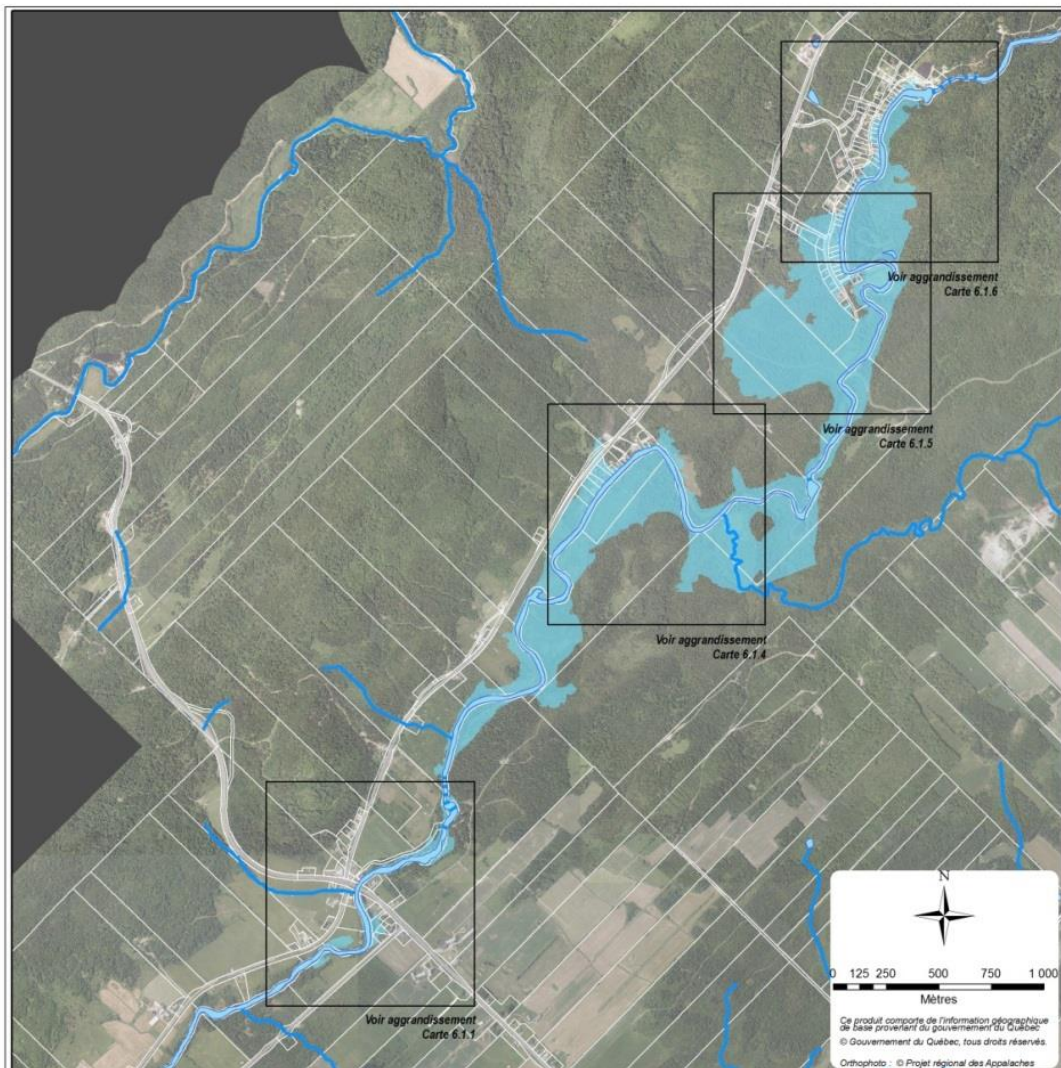 Voir aggrandissement
Carte 6.1.6
Voir aggrandissement
Carte 6.1.5
Voir aggrandissement
Carte 6.1.4
Voir aggrandissement
Carte 6.1.1
N
0 125 250 500 750 1 000
Mètres
Ce produit comporte de l'information géographique
de base provenant du gouvernement du Québec
© Gouvernement du Québec, tous droits réservés.
Orthophoto : © Projet régional des Appalaches